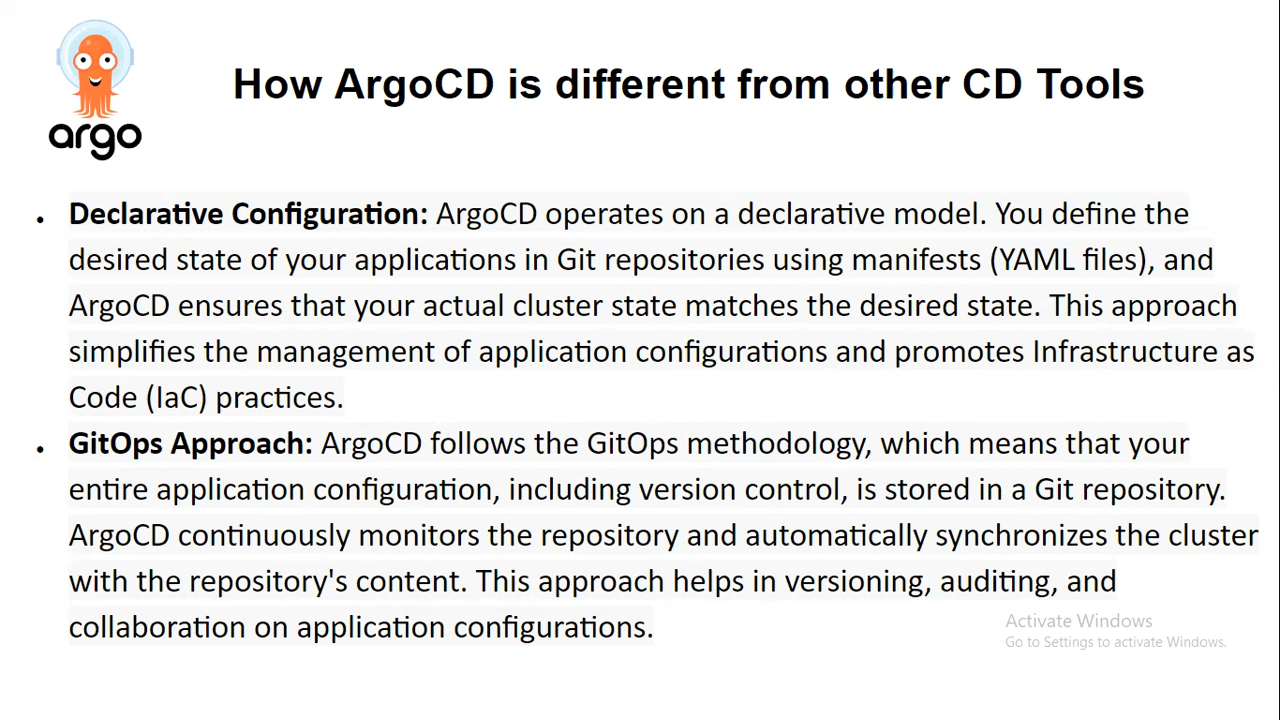 argo
How ArgoCD is different from other CD Tools
• Declarative Configuration: ArgoCD operates on a declarative model. You define the
desired state of your applications in Git repositories using manifests (YAML files), and
ArgoCD ensures that your actual cluster state matches the desired state. This approach
simplifies the management of application configurations and promotes Infrastructure as
Code (IaC) practices.
• GitOps Approach: ArgoCD follows the GitOps methodology, which means that your
entire application configuration, including version control, is stored in a Git repository.
ArgoCD continuously monitors the repository and automatically synchronizes the cluster
with the repository's content. This approach helps in versioning, auditing, and
collaboration on application configurations.
Activate Windows
Go to Settings to activate Windows.